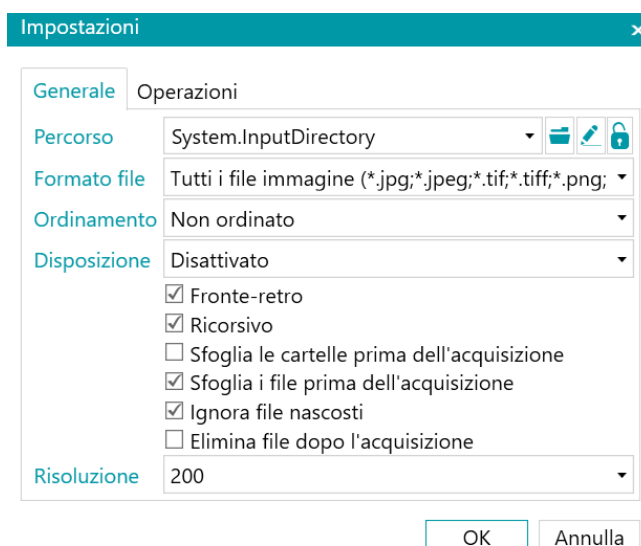 Impostazioni
Generale Operazioni
Percorso System.InputDirectory
Formato file Tutti i file immagine (*.jpg;*.jpeg;*.tif;*.tiff;*.png;
Ordinamento Non ordinato
Disposizione Disattivato
Fronte-retro
Ricorsivo
Sfoglia le cartelle prima dell'acquisizione
Sfoglia i file prima dell'acquisizione
Ignora file nascosti
Elimina file dopo l'acquisizione
Risoluzione 200
OK Annulla